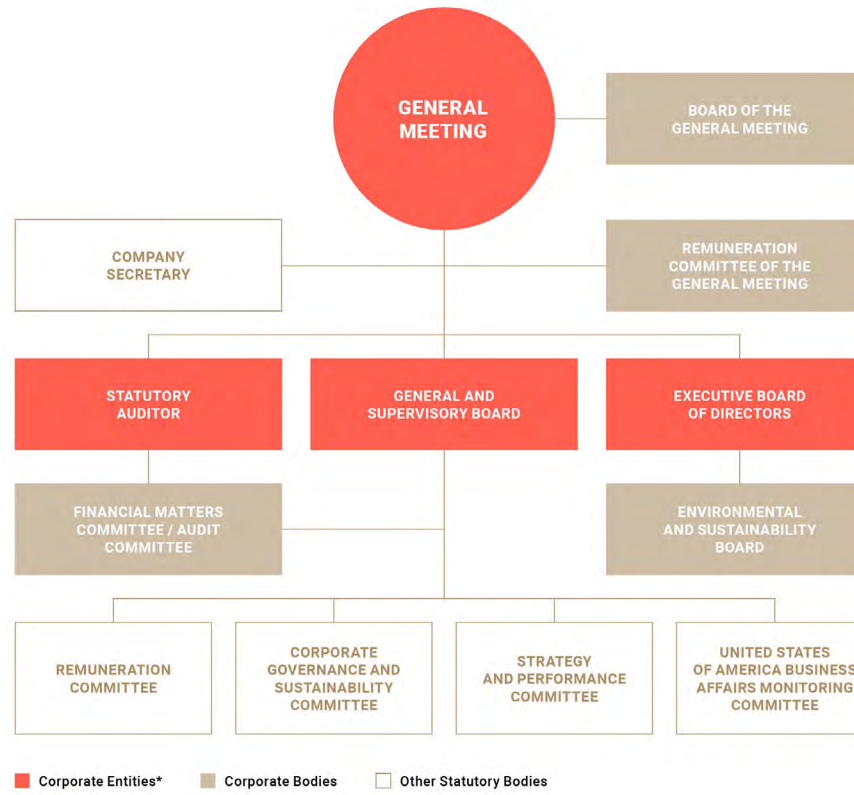 GENERAL
MEETING
BOARD OF THE
GENERAL MEETING
COMPANY
SECRETARY
REMUNERATION
COMMITTEE OF THE
GENERAL MEETING
STATUTORY
AUDITOR
GENERAL AND
SUPERVISORY BOARD
EXECUTIVE BOARD
OF DIRECTORS
FINANCIAL MATTERS
COMMITTEE / AUDIT
COMMITTEE
ENVIRONMENTAL
AND SUSTAINABILITY
BOARD
REMUNERATION
COMMITTEE
CORPORATE
GOVERNANCE AND
SUSTAINABILITY
COMMITTEE
STRATEGY
AND PERFORMANCE
COMMITTEE
UNITED STATES
OF AMERICA BUSINESS
AFFAIRS MONITORING
COMMITTEE
Corporate Entities*
Corporate Bodies
Other Statutory Bodies